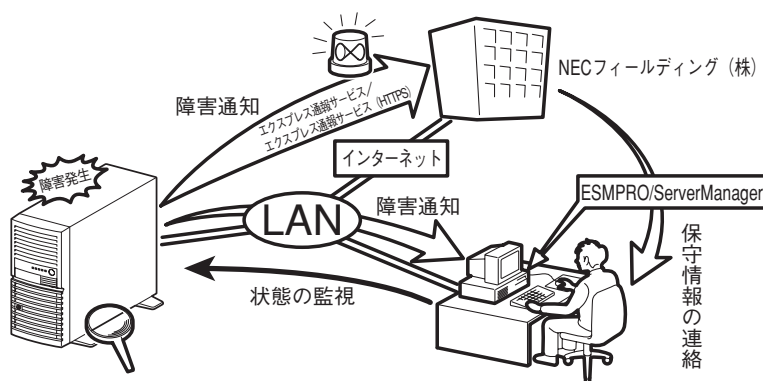 NECフィールディング（株）
障害通知
エクスプレス通報サービス／
エクスプレス通報サービス（HTTPS）
インターネット
障害発生
ESMPRO/ServerManager
LAN
障害通知
状態の監視
保守情報の連絡